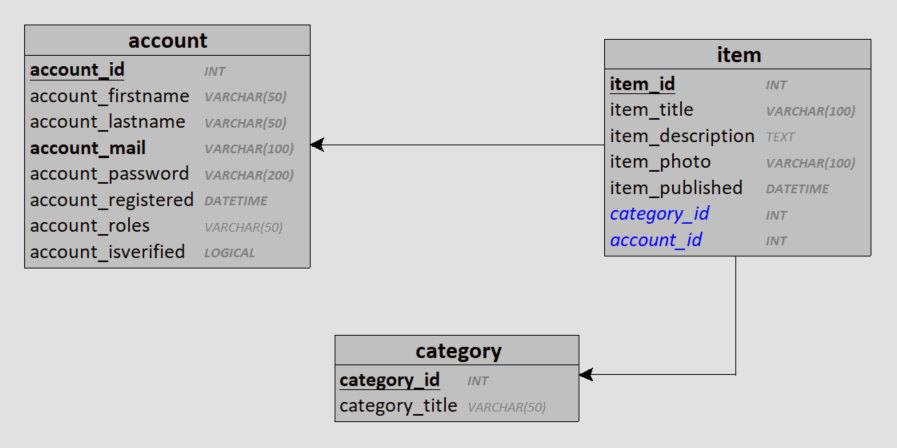 account
account_id INT
account_firstname VARCHAR(50)
account_lastname VARCHAR(50)
account_mail VARCHAR(100)
account_password VARCHAR(200)
account_registered DATETIME
account_roles VARCHAR(50)
account_isverified LOGICAL
item
item_id INT
item_title VARCHAR(100)
item_description TEXT
item_photo VARCHAR(100)
item_published DATETIME
category_id INT
account_id INT
category
category_id INT
category_title VARCHAR(50)